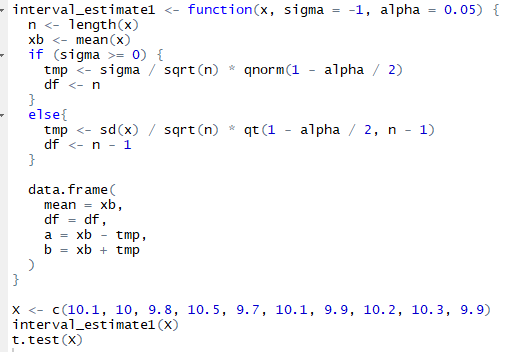 interval_estimate1 <- function(x, sigma = -1, alpha = 0.05) {
  n <- length(x)
  xb <- mean(x)
  if (sigma >= 0) {
    tmp <- sigma / sqrt(n) * qnorm(1 - alpha / 2)
    df <- n
  }
  else{
    tmp <- sd(x) / sqrt(n) * qt(1 - alpha / 2, n - 1)
    df <- n - 1
  }

  data.frame(
    mean = xb,
    df = df,
    a = xb - tmp,
    b = xb + tmp
  )
}

X <- c(10.1, 10, 9.8, 10.5, 9.7, 10.1, 9.9, 10.2, 10.3, 9.9)
interval_estimate1(X)
t.test(X)